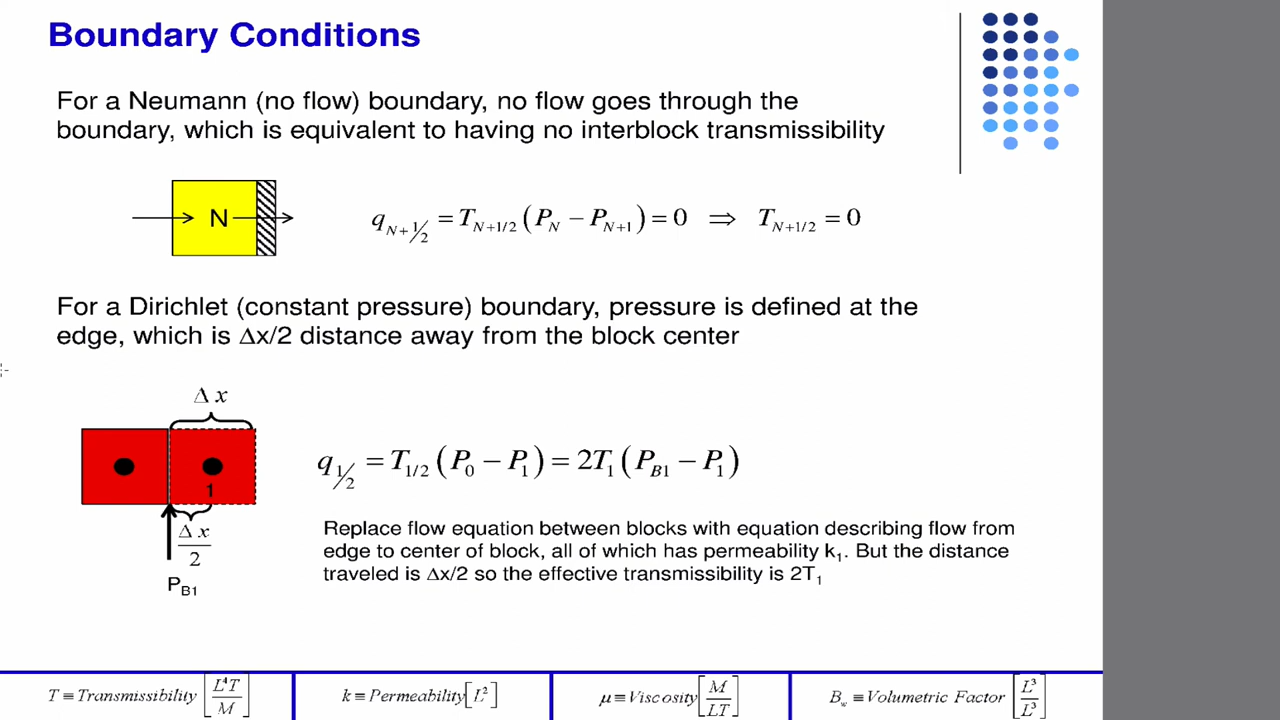 Boundary Conditions
For a Neumann (no flow) boundary, no flow goes through the
boundary, which is equivalent to having no interblock transmissibility
N
q_{N+1/2} = T_{N+1/2} (P_N − P_{N+1}) = 0 ⇒ T_{N+1/2} = 0
For a Dirichlet (constant pressure) boundary, pressure is defined at the
edge, which is Δx/2 distance away from the block center
Δ x
1
q_{1/2} = T_{1/2} (P_0 − P_1) = 2T_1 (P_{B1} − P_1)
Δ x / 2
P_{B1}
Replace flow equation between blocks with equation describing flow from
edge to center of block, all of which has permeability k_1. But the distance
traveled is Δx/2 so the effective transmissibility is 2T_1
T ≡ Transmissibility [L^4T / M]
k ≡ Permeability [L^2]
μ ≡ Viscosity [M / LT]
B_w ≡ Volumetric Factor [L^3 / L^3]